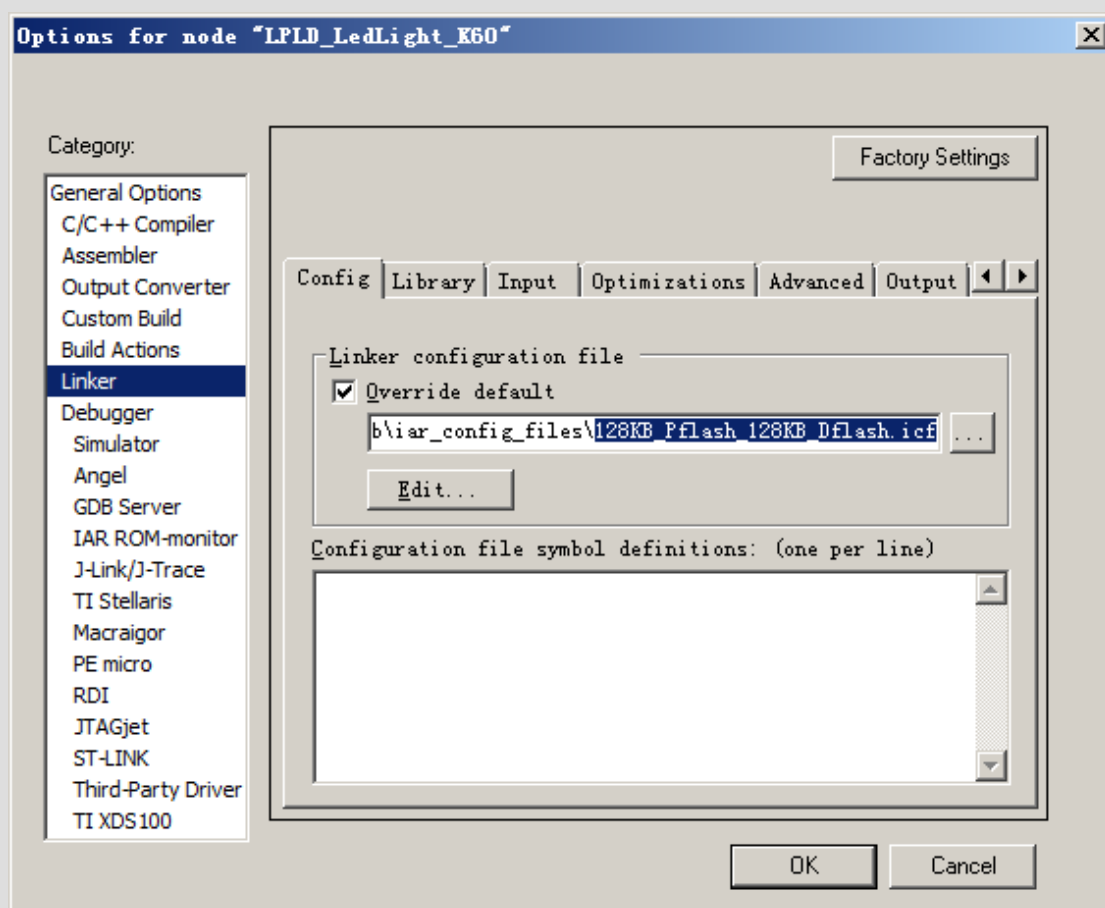 Options for node "LPLD_LedLight_K60"
Category:
General Options
C/C++ Compiler
Assembler
Output Converter
Custom Build
Build Actions
Linker
Debugger
Simulator
Angel
GDB Server
IAR ROM-monitor
J-Link/J-Trace
TI Stellaris
Macraigor
PE micro
RDI
JTAGjet
ST-LINK
Third-Party Driver
TI XDS100
Factory Settings
Config Library Input Optimizations Advanced Output
Linker configuration file
Override default
b\iar_config_files\128KB_Pflash_128KB_Dflash.icf ...
Edit...
Configuration file symbol definitions: (one per line)
OK Cancel